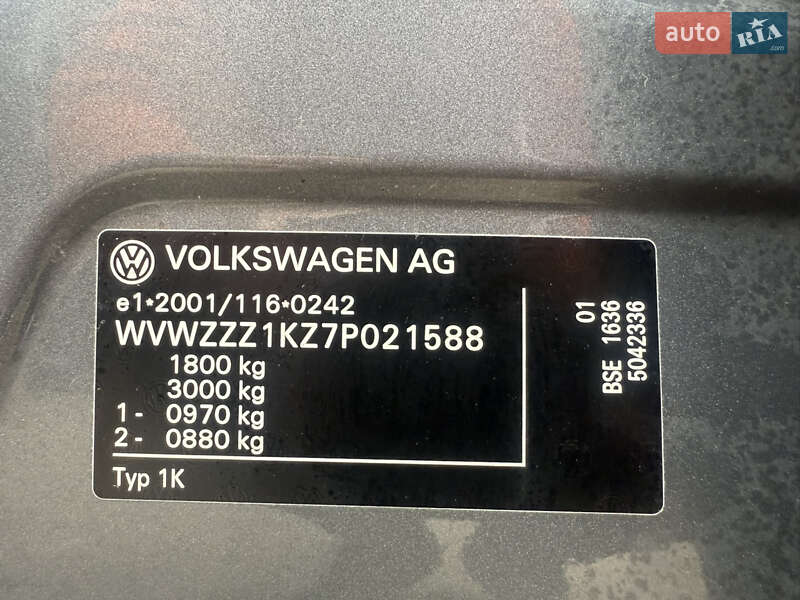 auto RIA.com
VOLKSWAGEN AG
e1*2001/116*0242
WVWZZZ1KZ7P021588
1800 kg
3000 kg
1- 0970 kg
2- 0880 kg
Typ 1K
01
BSE 1636
5042336